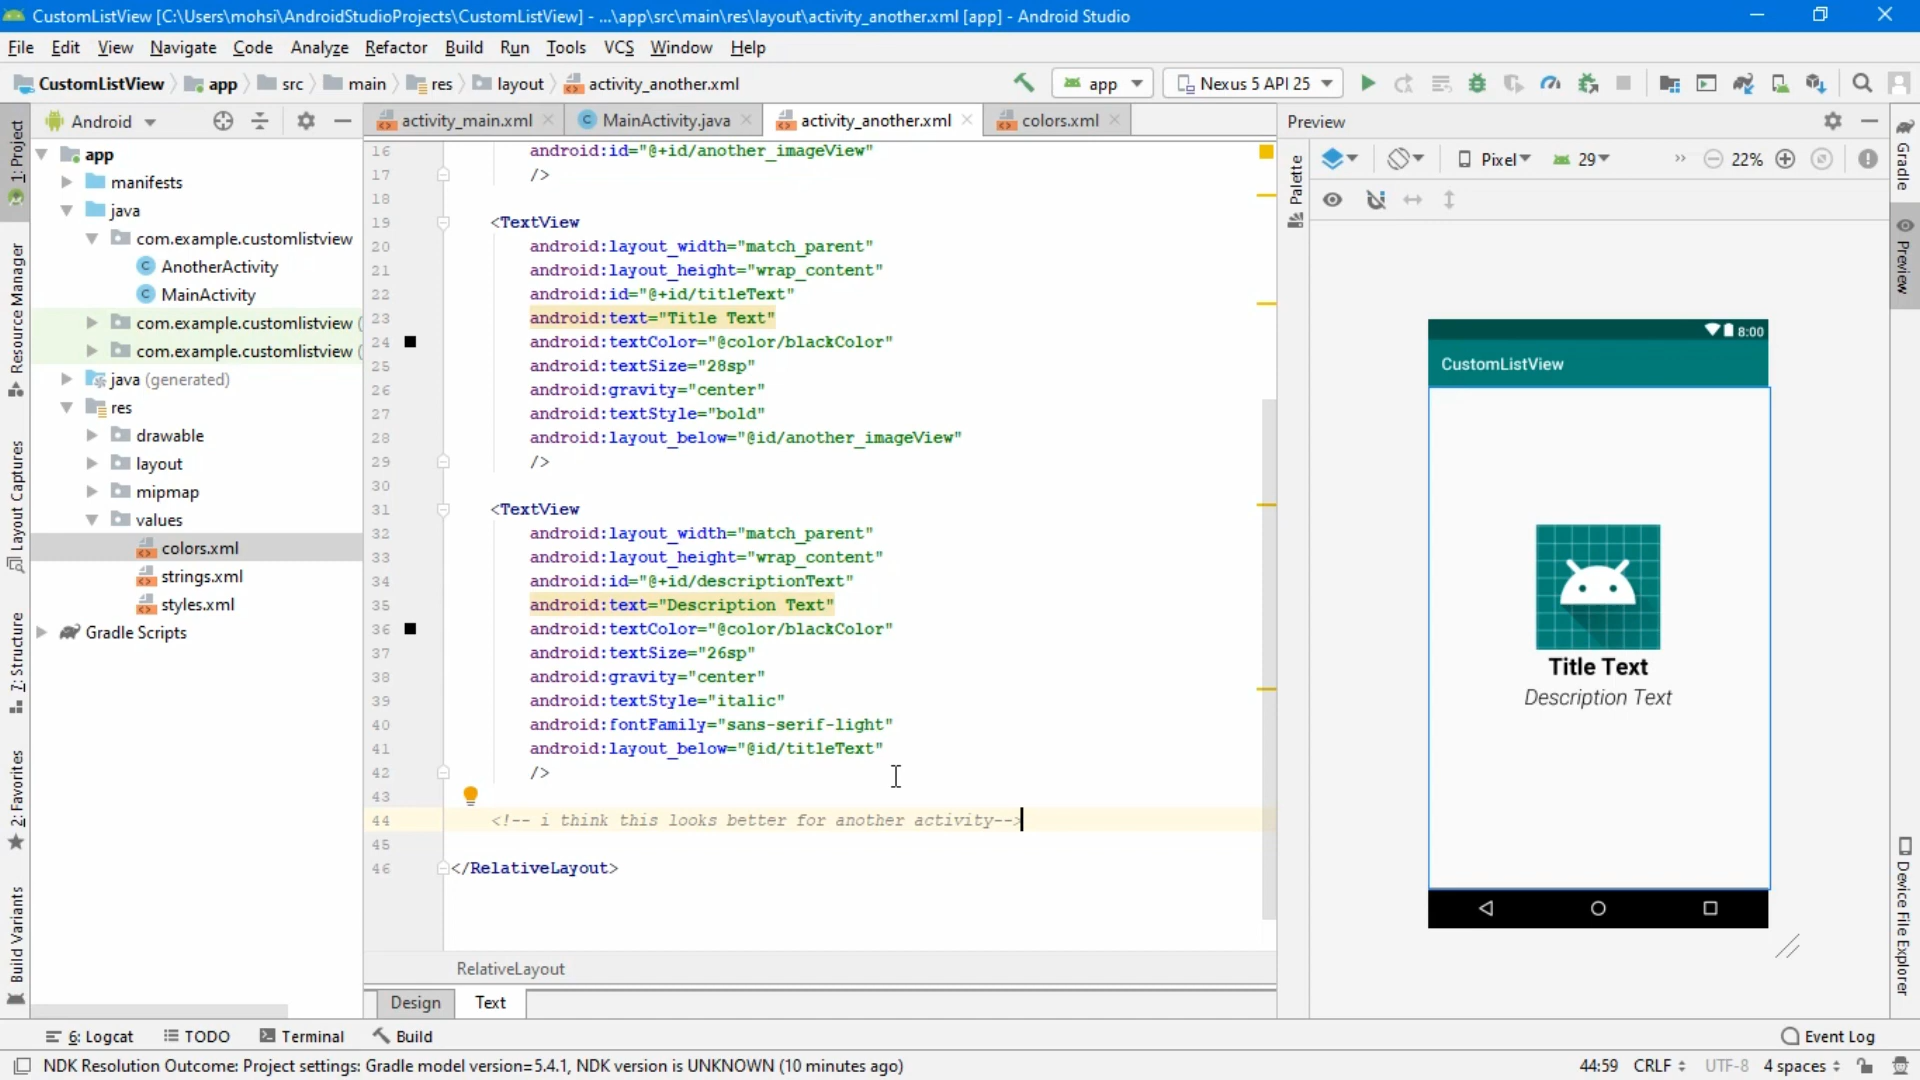 CustomListView [C:\Users\mohsi\AndroidStudioProjects\CustomListView] - ...\app\src\main\res\layout\activity_another.xml [app] - Android Studio
File Edit View Navigate Code Analyze Refactor Build Run Tools VCS Window Help
CustomListView app src main res layout activity_another.xml app Nexus 5 API 25
Android
activity_main.xml MainActivity.java activity_another.xml colors.xml
Preview
1: Project
Resource Manager
Layout Captures
7: Structure
2: Favorites
Build Variants
app
manifests
java
com.example.customlistview
AnotherActivity
MainActivity
com.example.customlistview (
com.example.customlistview (
java (generated)
res
drawable
layout
mipmap
values
colors.xml
strings.xml
styles.xml
Gradle Scripts
16 android:id="@+id/another_imageView"
17 />
18
19 <TextView
20 android:layout_width="match_parent"
21 android:layout_height="wrap_content"
22 android:id="@+id/titleText"
23 android:text="Title Text"
24 android:textColor="@color/blackColor"
25 android:textSize="28sp"
26 android:gravity="center"
27 android:textStyle="bold"
28 android:layout_below="@id/another_imageView"
29 />
30
31 <TextView
32 android:layout_width="match_parent"
33 android:layout_height="wrap_content"
34 android:id="@+id/descriptionText"
35 android:text="Description Text"
36 android:textColor="@color/blackColor"
37 android:textSize="26sp"
38 android:gravity="center"
39 android:textStyle="italic"
40 android:fontFamily="sans-serif-light"
41 android:layout_below="@id/titleText"
42 />
43
44 <!-- i think this looks better for another activity-->
45
46 </RelativeLayout>
RelativeLayout
Design Text
Palette
Pixel 29 » 22%
8:00
CustomListView
Title Text
Description Text
Gradle
Preview
Device File Explorer
6: Logcat TODO Terminal Build Event Log
NDK Resolution Outcome: Project settings: Gradle model version=5.4.1, NDK version is UNKNOWN (10 minutes ago) 44:59 CRLF UTF-8 4 spaces